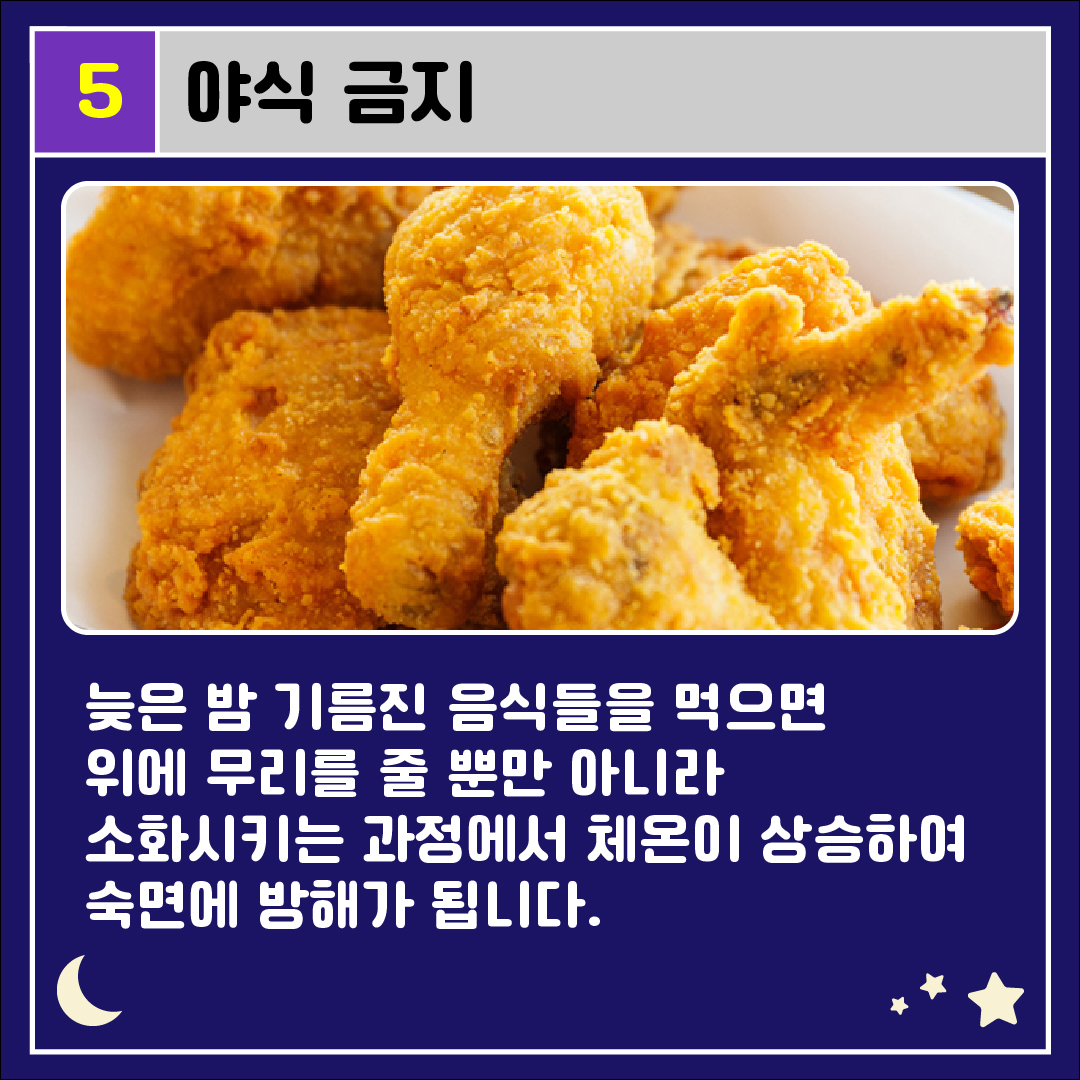 5
야식 금지
늦은 밤 기름진 음식들을 먹으면
위에 무리를 줄 뿐만 아니라
소화시키는 과정에서 체온이 상승하여
숙면에 방해가 됩니다.